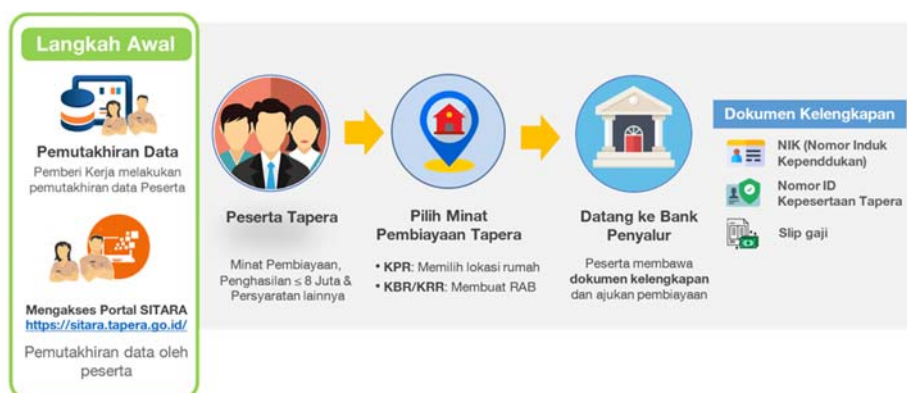 Langkah Awal
Pemutakhiran Data
Pemberi Kerja melakukan
pemutakhiran data Peserta
Mengakses Portal SITARA
https://sitara.tapera.go.id/
Pemutakhiran data oleh
peserta
Peserta Tapera
Minat Pembiayaan,
Penghasilan ≤ 8 Juta &
Persyaratan lainnya
Pilih Minat
Pembiayaan Tapera
• KPR: Memilih lokasi rumah
• KBR/KRR: Membuat RAB
Datang ke Bank
Penyalur
Peserta membawa
dokumen kelengkapan
dan ajukan pembiayaan
Dokumen Kelengkapan
NIK (Nomor Induk
Kependdukan)
Nomor ID
Kepesertaan Tapera
Slip gaji